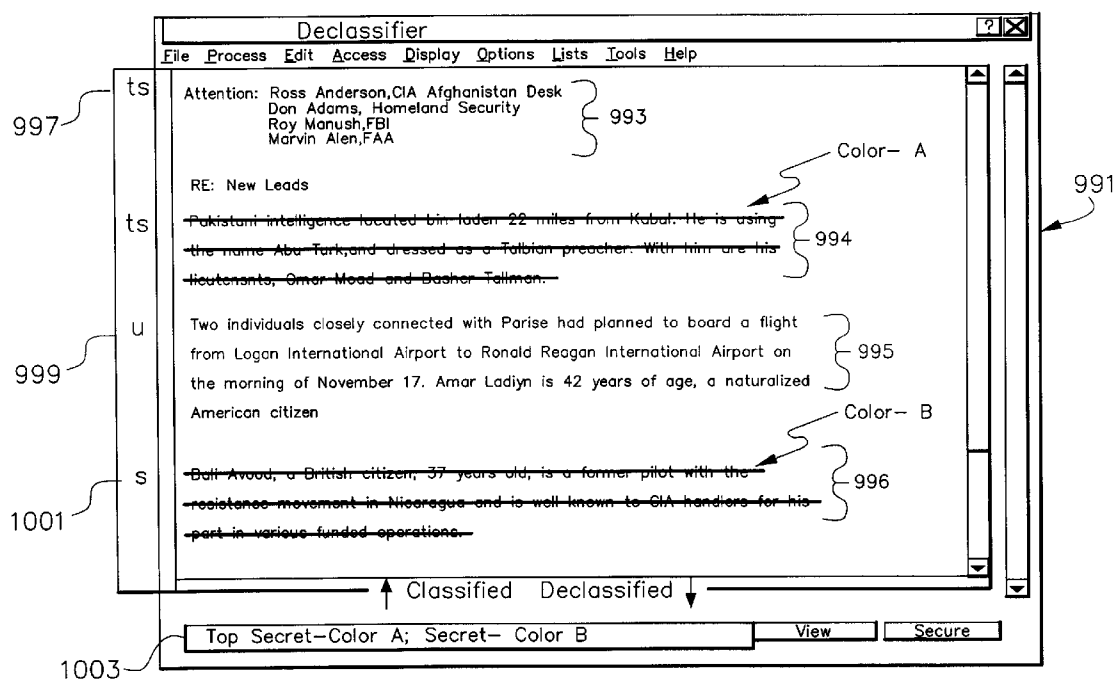 Declassifier ?
File Process Edit Access Display Options Lists Tools Help
ts
997
Attention: Ross Anderson,CIA Afghanistan Desk
Don Adams, Homeland Security
Roy Manush,FBI
Marvin Alen,FAA
993
Color- A
991
RE: New Leads
ts
Pakistani intelligence located bin laden 22 miles from Kabul. He is using
the name Abu Turk,and dressed as a Talbian preacher. With him are his
lieutensnts, Omar Moad and Basher Tallman.
994
u
999
Two individuals closely connected with Parise had planned to board a flight
from Logan International Airport to Ronald Reagan International Airport on
the morning of November 17. Amar Ladiyn is 42 years of age, a naturalized
American citizen
995
Color- B
s
1001
Bali Avood, a British citizen, 37 years old, is a former pilot with the
resistance movement in Nicaragua and is well known to CIA handlers for his
part in various funded operations.
996
Classified Declassified
Top Secret-Color A; Secret- Color B
View Secure
1003